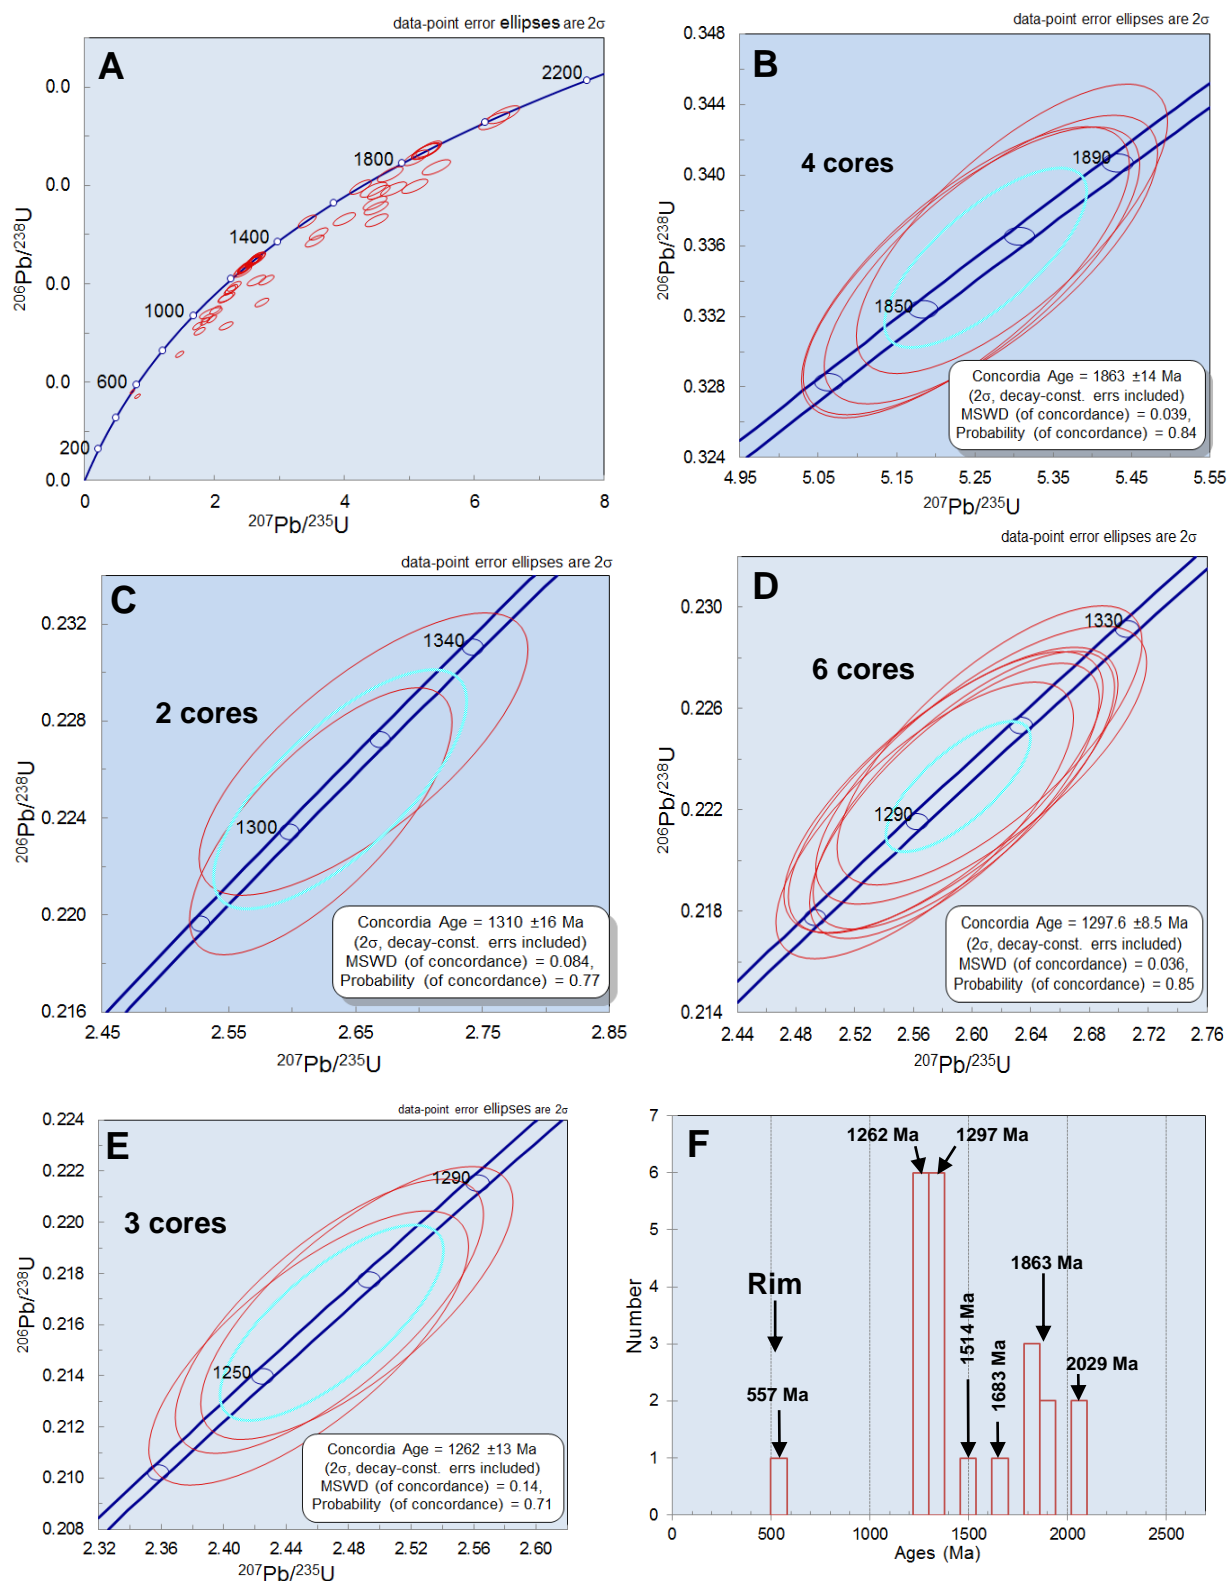 data-point error ellipses are 2σ
A
0.0
0.0
0.0
0.0
0.0
2200
1800
1400
1000
600
200
0
2
4
6
8
206Pb/238U
207Pb/235U
data-point error ellipses are 2σ
B
4 cores
0.348
0.344
0.340
0.336
0.332
0.328
0.324
1890
1850
Concordia Age = 1863 ±14 Ma
(2σ, decay-const. errs included)
MSWD (of concordance) = 0.039,
Probability (of concordance) = 0.84
4.95
5.05
5.15
5.25
5.35
5.45
5.55
206Pb/238U
207Pb/235U
data-point error ellipses are 2σ
C
2 cores
0.232
0.228
0.224
0.220
0.216
1340
1300
Concordia Age = 1310 ±16 Ma
(2σ, decay-const. errs included)
MSWD (of concordance) = 0.084,
Probability (of concordance) = 0.77
2.45
2.55
2.65
2.75
2.85
206Pb/238U
207Pb/235U
data-point error ellipses are 2σ
D
6 cores
0.230
0.226
0.222
0.218
0.214
1330
1290
Concordia Age = 1297.6 ±8.5 Ma
(2σ, decay-const. errs included)
MSWD (of concordance) = 0.036,
Probability (of concordance) = 0.85
2.44
2.48
2.52
2.56
2.60
2.64
2.68
2.72
2.76
206Pb/238U
207Pb/235U
data-point error ellipses are 2σ
E
3 cores
0.224
0.222
0.220
0.218
0.216
0.214
0.212
0.210
0.208
1290
1250
Concordia Age = 1262 ±13 Ma
(2σ, decay-const. errs included)
MSWD (of concordance) = 0.14,
Probability (of concordance) = 0.71
2.32
2.36
2.40
2.44
2.48
2.52
2.56
2.60
206Pb/238U
207Pb/235U
F
7
6
5
4
3
2
1
0
Number
1262 Ma
1297 Ma
1863 Ma
Rim
1514 Ma
1683 Ma
2029 Ma
557 Ma
0
500
1000
1500
2000
2500
Ages (Ma)